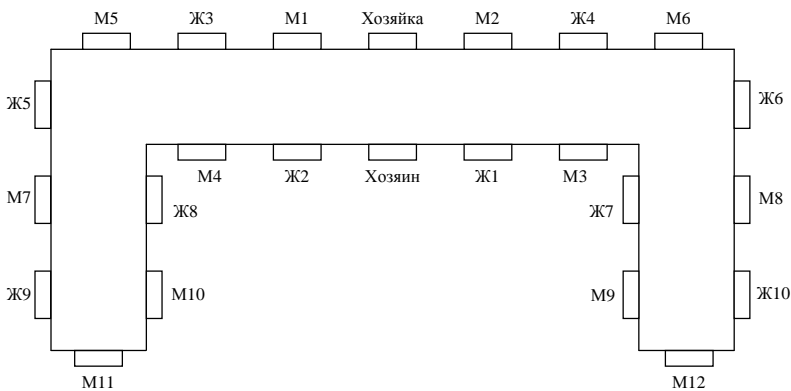 М5 Ж3 М1 Хозяйка М2 Ж4 М6
Ж5 Ж6
М4 Ж2 Хозяин Ж1 М3
М7 Ж8 Ж7 М8
Ж9 М10 М9 Ж10
М11 М12